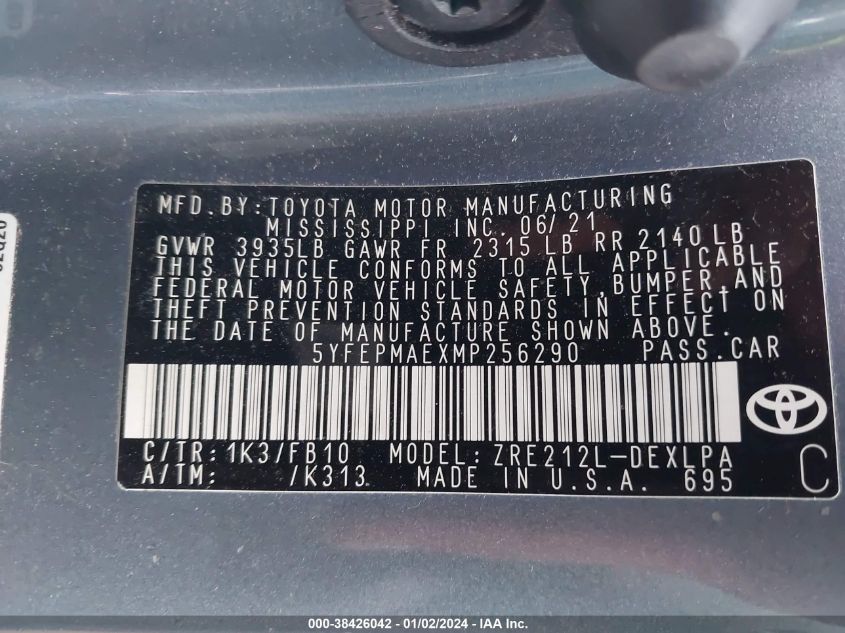 MFD.BY:TOYOTA MOTOR MANUFACTURING
MISSISSIPPI INC. 06/21
GVWR 3935LB GAWR FR 2315 LB RR 2140 LB
THIS VEHICLE CONFORMS TO ALL APPLICABLE
FEDERAL MOTOR VEHICLE SAFETY,BUMPER,AND
THEFT PREVENTION STANDARDS IN EFFECT ON
THE DATE OF MANUFACTURE SHOWN ABOVE.
5YFEPMAEXMP256290 PASS.CAR
C/TR:1K3/FB10 MODEL:ZRE212L-DEXLPA
A/TM: /K313 MADE IN U.S.A. 695
C
000-38426042 / 01/02/2024 - IAA Inc.